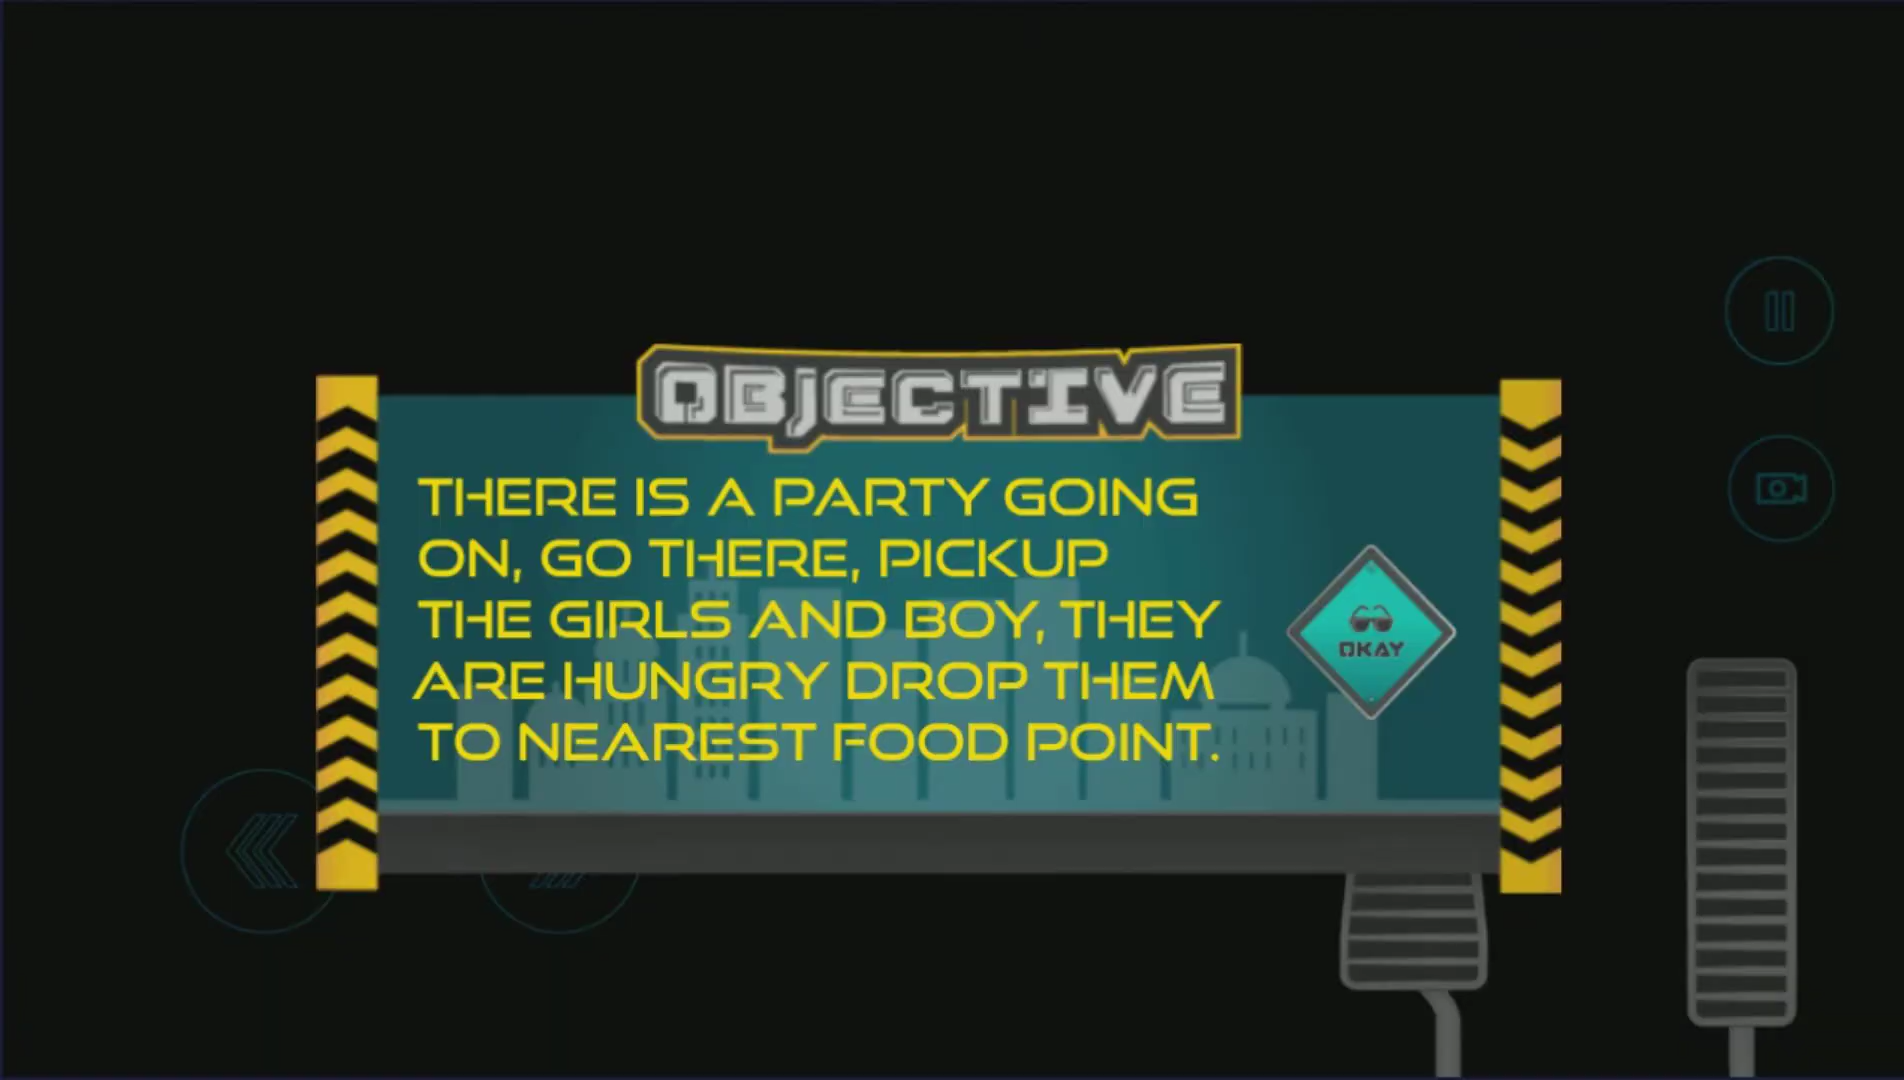 OBJECTIVE
THERE IS A PARTY GOING
ON, GO THERE, PICKUP
THE GIRLS AND BOY, THEY
ARE HUNGRY DROP THEM
TO NEAREST FOOD POINT.
OKAY